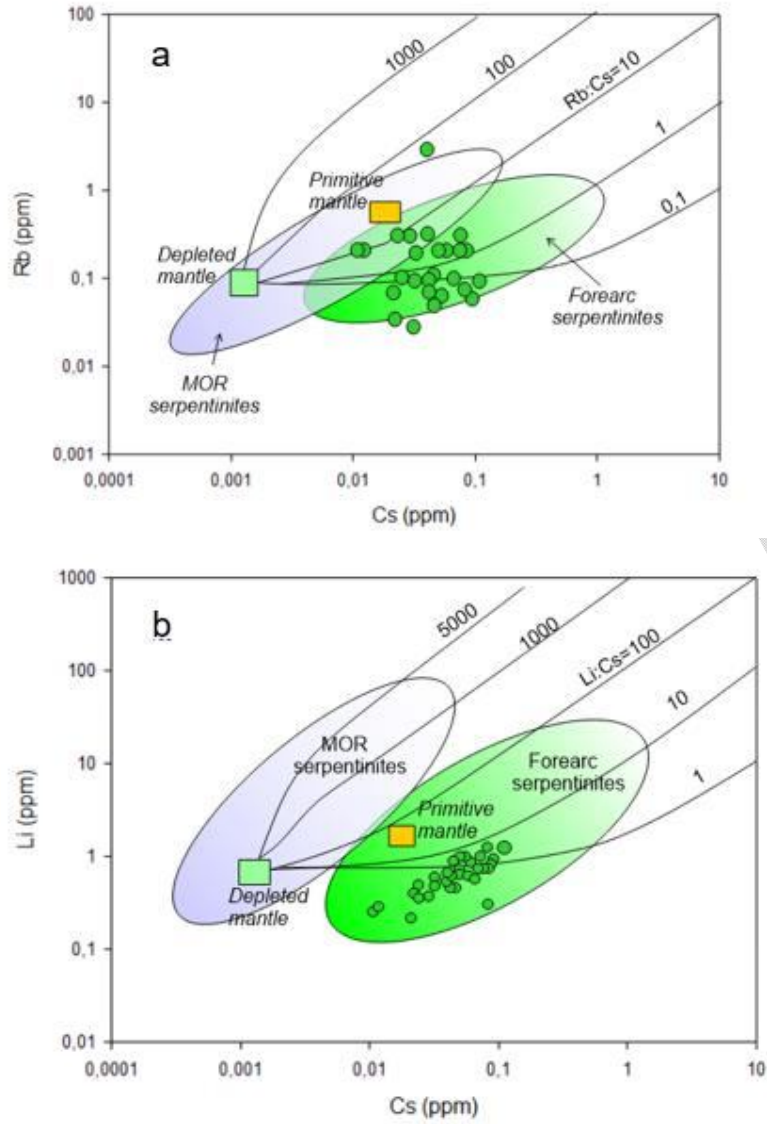 a
100
10
1
0,1
0,01
0,001
Rb (ppm)
1000
100
Rb:Cs=10
1
0,1
Primitive
mantle
Depleted
mantle
MOR
serpentinites
Forearc
serpentinites
0,0001
0,001
0,01
0,1
1
10
Cs (ppm)
b
1000
100
10
1
0,1
0,01
Li (ppm)
5000
1000
Li:Cs=100
10
1
MOR
serpentinites
Forearc
serpentinites
Primitive
mantle
Depleted
mantle
0,0001
0,001
0,01
0,1
1
10
Cs (ppm)